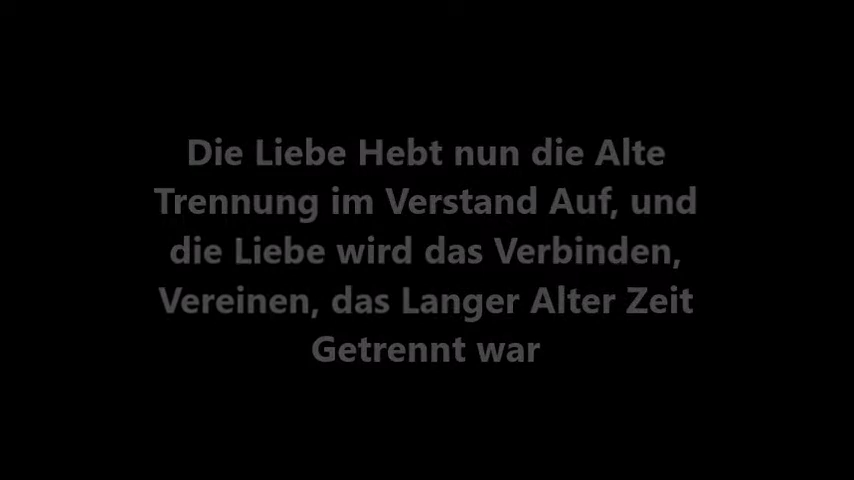 Die Liebe Hebt nun die Alte
Trennung im Verstand Auf, und
die Liebe wird das Verbinden,
Vereinen, das Langer Alter Zeit
Getrennt war